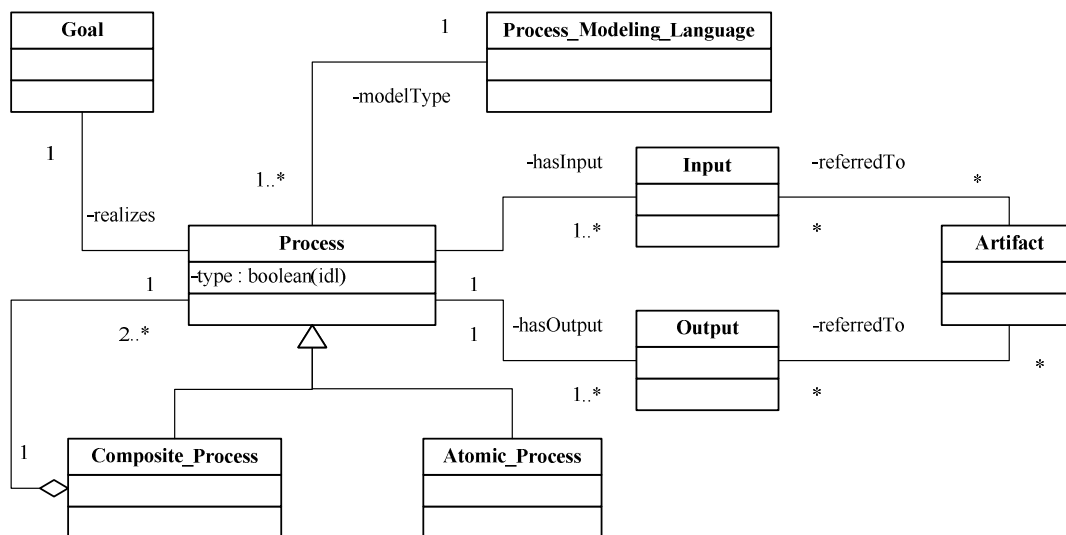 Goal
1
Process_Modeling_Language
-modelType
1
-hasInput
Input
-referredTo
*
1..*
-realizes
Process
1..*
*
Artifact
-type : boolean(idl)
1
1
2..*
1
-hasOutput
Output
-referredTo
*
1..*
*
1
Composite_Process
Atomic_Process